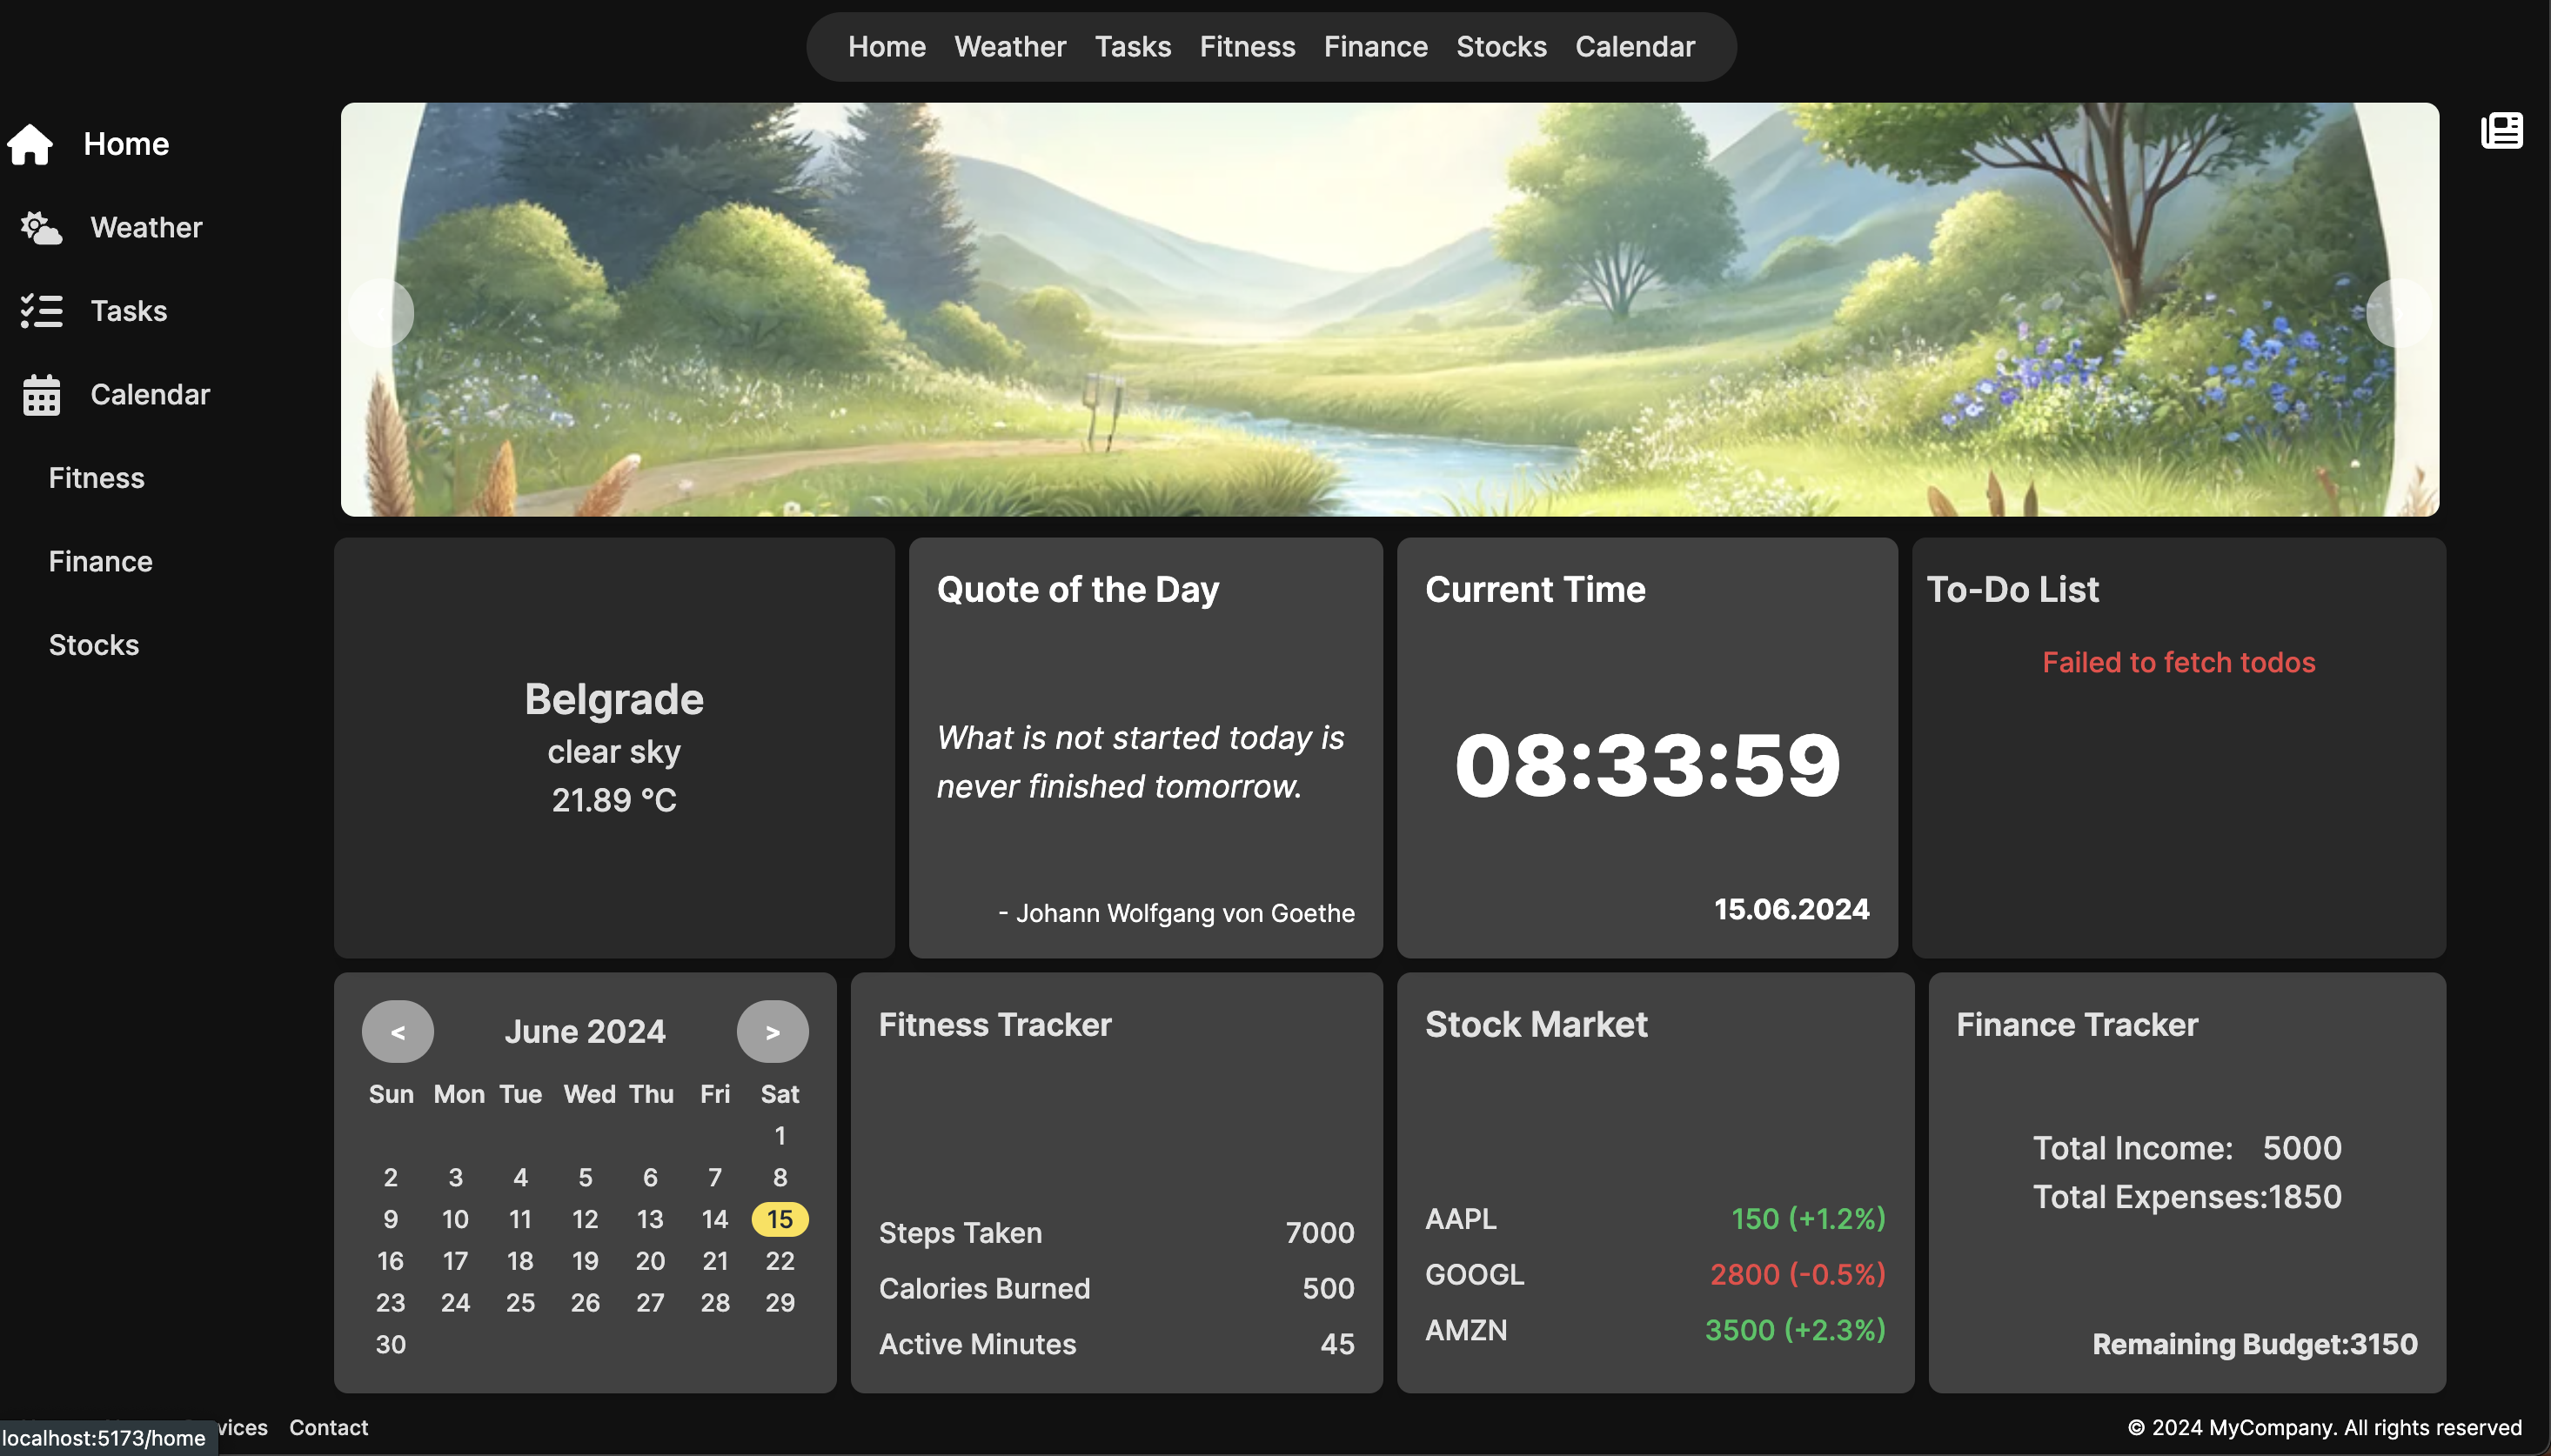 Home Weather Tasks Fitness Finance Stocks Calendar
Home
Weather
Tasks
Calendar
Fitness
Finance
Stocks
Belgrade
clear sky
21.89 °C
Quote of the Day
What is not started today is
never finished tomorrow.
- Johann Wolfgang von Goethe
Current Time
08:33:59
15.06.2024
To-Do List
Failed to fetch todos
< June 2024 >
Sun Mon Tue Wed Thu Fri Sat
1
2 3 4 5 6 7 8
9 10 11 12 13 14 15
16 17 18 19 20 21 22
23 24 25 26 27 28 29
30
Fitness Tracker
Steps Taken 7000
Calories Burned 500
Active Minutes 45
Stock Market
AAPL 150 (+1.2%)
GOOGL 2800 (-0.5%)
AMZN 3500 (+2.3%)
Finance Tracker
Total Income: 5000
Total Expenses:1850
Remaining Budget:3150
Contact
© 2024 MyCompany. All rights reserved
localhost:5173/home